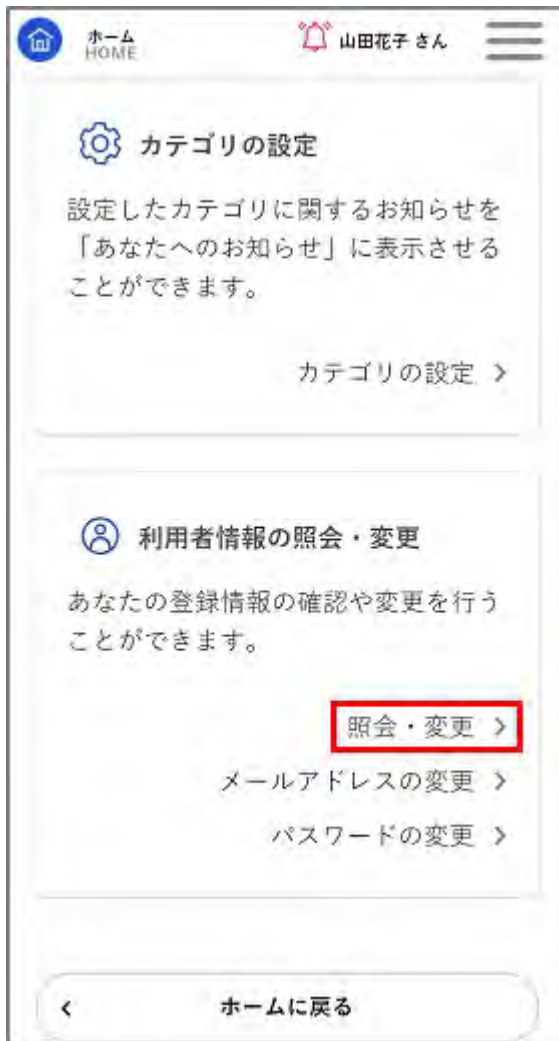 ホーム
HOME
山田花子 さん
カテゴリの設定
設定したカテゴリに関するお知らせを
「あなたへのお知らせ」に表示させる
ことができます。
カテゴリの設定 >
利用者情報の照会・変更
あなたの登録情報の確認や変更を行う
ことができます。
照会・変更 >
メールアドレスの変更 >
パスワードの変更 >
< ホームに戻る